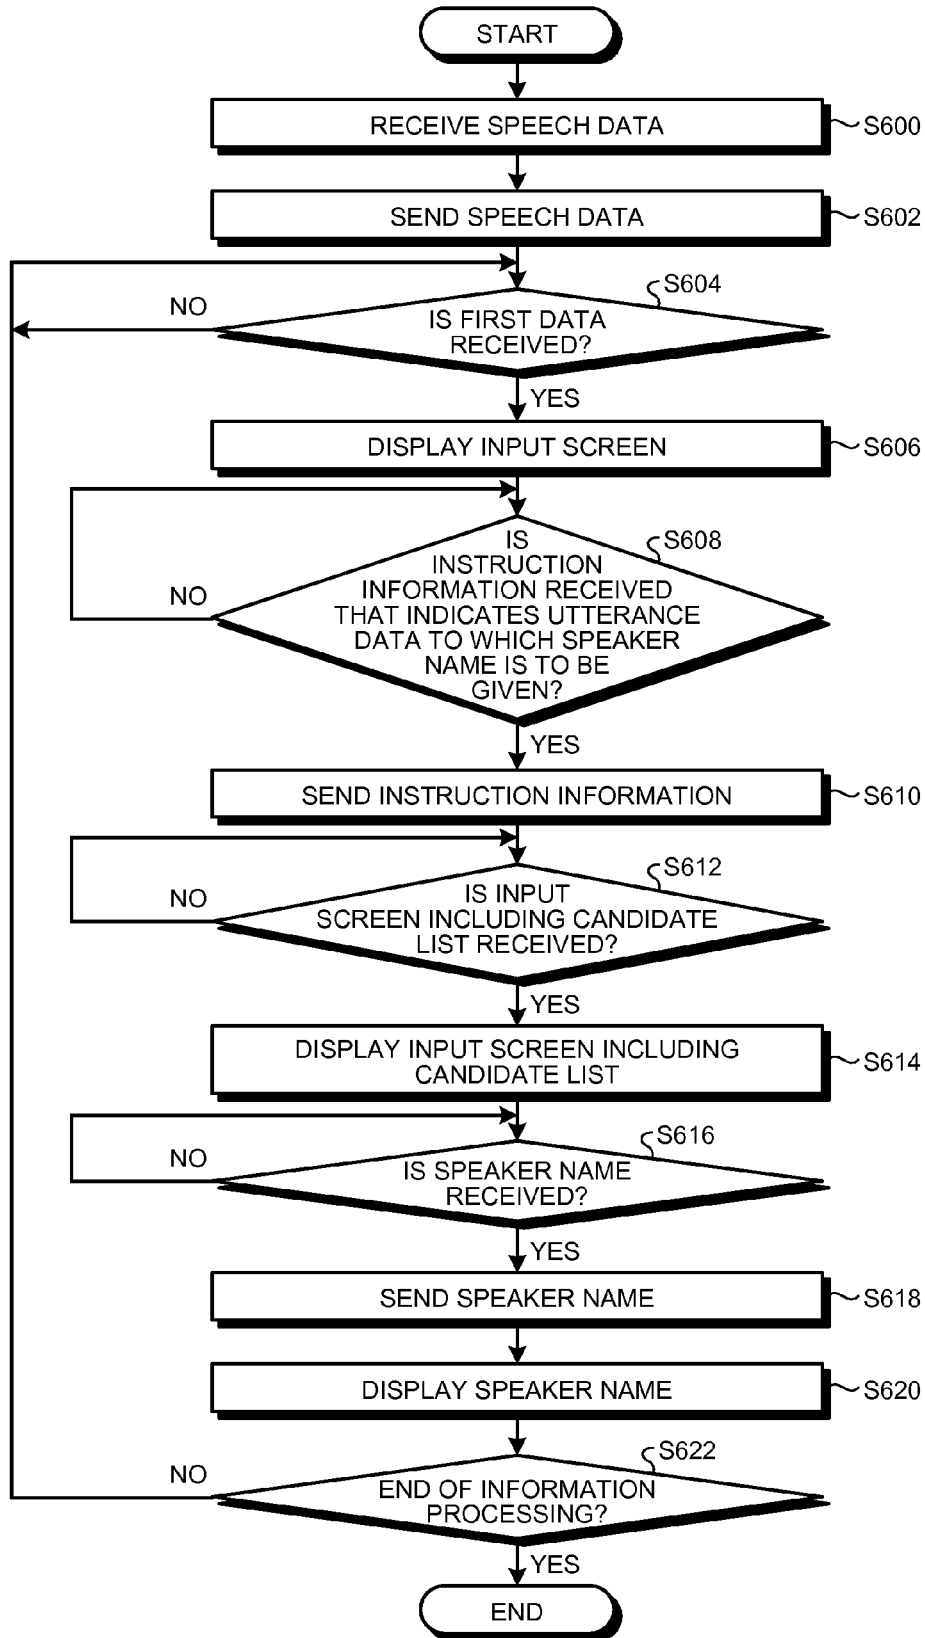 START
RECEIVE SPEECH DATA
S600
SEND SPEECH DATA
S602
S604
NO
IS FIRST DATA
RECEIVED?
YES
DISPLAY INPUT SCREEN
S606
S608
IS
INSTRUCTION
INFORMATION RECEIVED
THAT INDICATES UTTERANCE
DATA TO WHICH SPEAKER
NAME IS TO BE
GIVEN?
NO
YES
SEND INSTRUCTION INFORMATION
S610
S612
NO
IS INPUT
SCREEN INCLUDING CANDIDATE
LIST RECEIVED?
YES
DISPLAY INPUT SCREEN INCLUDING
CANDIDATE LIST
S614
S616
NO
IS SPEAKER NAME
RECEIVED?
YES
SEND SPEAKER NAME
S618
DISPLAY SPEAKER NAME
S620
S622
NO
END OF INFORMATION
PROCESSING?
YES
END